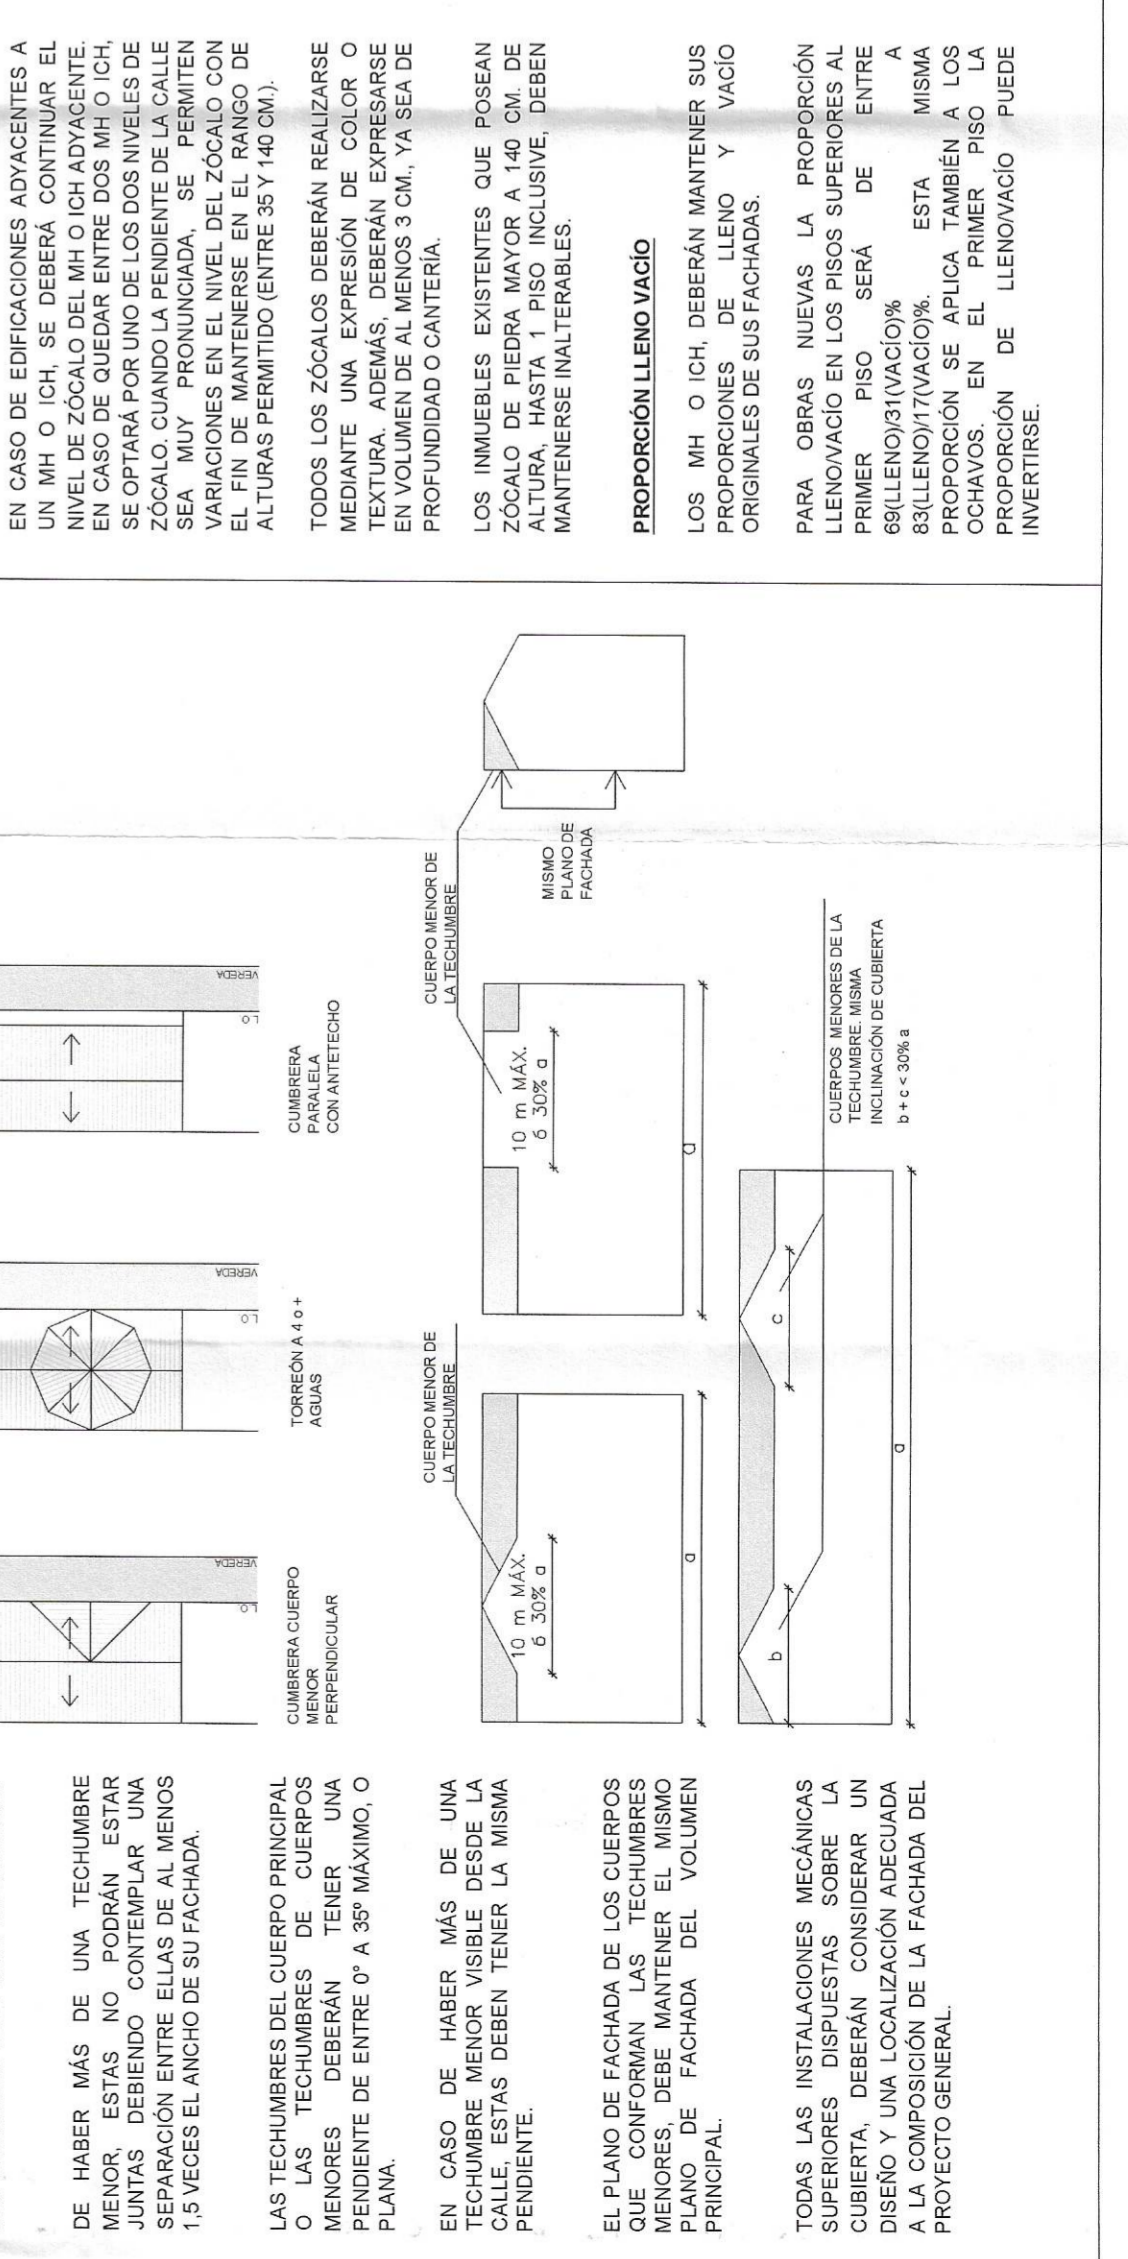 DE HABER MÁS DE UNA TECHUMBRE
MENOR, ESTAS NO PODRÁN ESTAR
JUNTAS DEBIENDO CONTEMPLAR UNA
SEPARACIÓN ENTRE ELLAS DE AL MENOS
1,5 VECES EL ANCHO DE SU FACHADA.
LAS TECHUMBRES DEL CUERPO PRINCIPAL
O LAS TECHUMBRES DE CUERPOS
MENORES DEBERÁN TENER UNA
PENDIENTE DE ENTRE 0° A 35º MÁXIMO, O
PLANA.
EN CASO DE HABER MÁS DE UNA
TECHUMBRE MENOR VISIBLE DESDE LA
CALLE, ESTAS DEBEN TENER LA MISMA
PENDIENTE.
EL PLANO DE FACHADA DE LOS CUERPOS
QUE CONFORMAN LAS TECHUMBRES
MENORES, DEBE MANTENER EL MISMO
PLANO DE FACHADA DEL VOLUMEN
PRINCIPAL.
TODAS LAS INSTALACIONES MECÁNICAS
SUPERIORES DISPUESTAS SOBRE LA
CUBIERTA, DEBERÁN CONSIDERAR UN
DISEÑO Y UNA LOCALIZACIÓN ADECUADA
A LA COMPOSICIÓN DE LA FACHADA DEL
PROYECTO GENERAL.
LO
VEREDA
CUMBRERA CUERPO
MENOR
PERPENDICULAR
LO
VEREDA
TORREÓN A 4 o +
AGUAS
LO
VEREDA
CUMBRERA
PARALELA
CON ANTETECHO
CUERPO MENOR DE
LA TECHUMBRE
10 m MÁX.
ó 30% a
a
CUERPO MENOR DE
LA TECHUMBRE
10 m MÁX.
ó 30% a
a
MISMO
PLANO DE
FACHADA
b
c
a
CUERPOS MENORES DE LA
TECHUMBRE. MISMA
INCLINACIÓN DE CUBIERTA
b + c < 30% a
EN CASO DE EDIFICACIONES ADYACENTES A
UN MH O ICH, SE DEBERÁ CONTINUAR EL
NIVEL DE ZÓCALO DEL MH O ICH ADYACENTE.
EN CASO DE QUEDAR ENTRE DOS MH O ICH,
SE OPTARÁ POR UNO DE LOS DOS NIVELES DE
ZÓCALO. CUANDO LA PENDIENTE DE LA CALLE
SEA MUY PRONUNCIADA, SE PERMITEN
VARIACIONES EN EL NIVEL DEL ZÓCALO CON
EL FIN DE MANTENERSE EN EL RANGO DE
ALTURAS PERMITIDO (ENTRE 35 Y 140 CM.).
TODOS LOS ZÓCALOS DEBERÁN REALIZARSE
MEDIANTE UNA EXPRESIÓN DE COLOR O
TEXTURA. ADEMÁS, DEBERÁN EXPRESARSE
EN VOLUMEN DE AL MENOS 3 CM., YA SEA DE
PROFUNDIDAD O CANTERÍA.
LOS INMUEBLES EXISTENTES QUE POSEAN
ZÓCALO DE PIEDRA MAYOR A 140 CM. DE
ALTURA, HASTA 1 PISO INCLUSIVE, DEBEN
MANTENERSE INALTERABLES.
PROPORCIÓN LLENO VACÍO
LOS MH O ICH, DEBERÁN MANTENER SUS
PROPORCIONES DE LLENO Y VACÍO
ORIGINALES DE SUS FACHADAS.
PARA OBRAS NUEVAS LA PROPORCIÓN
LLENO/VACÍO EN LOS PISOS SUPERIORES AL
PRIMER PISO SERÁ DE ENTRE
69(LLENO)/31(VACÍO)% A
83(LLENO)/17(VACÍO)%. ESTA MISMA
PROPORCIÓN SE APLICA TAMBIÉN A LOS
OCHAVOS. EN EL PRIMER PISO LA
PROPORCIÓN DE LLENO/VACÍO PUEDE
INVERTIRSE.